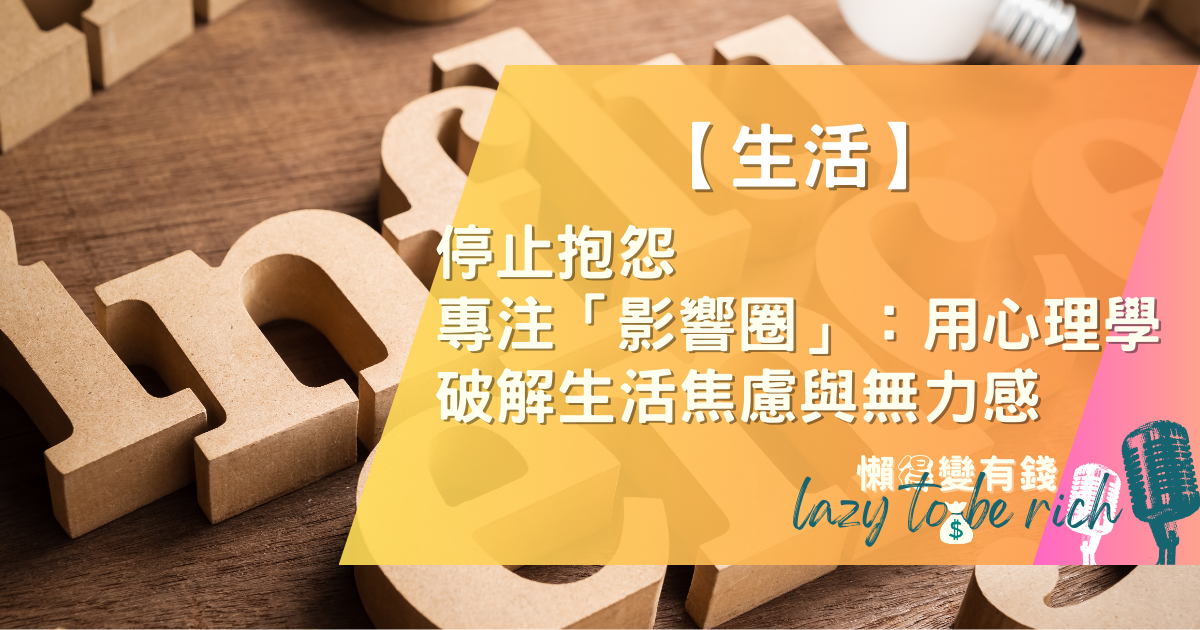 【生活】
停止抱怨
專注「影響圈」：用心理學
破解生活焦慮與無力感
懶得變有錢
lazy to be rich
$
Influence